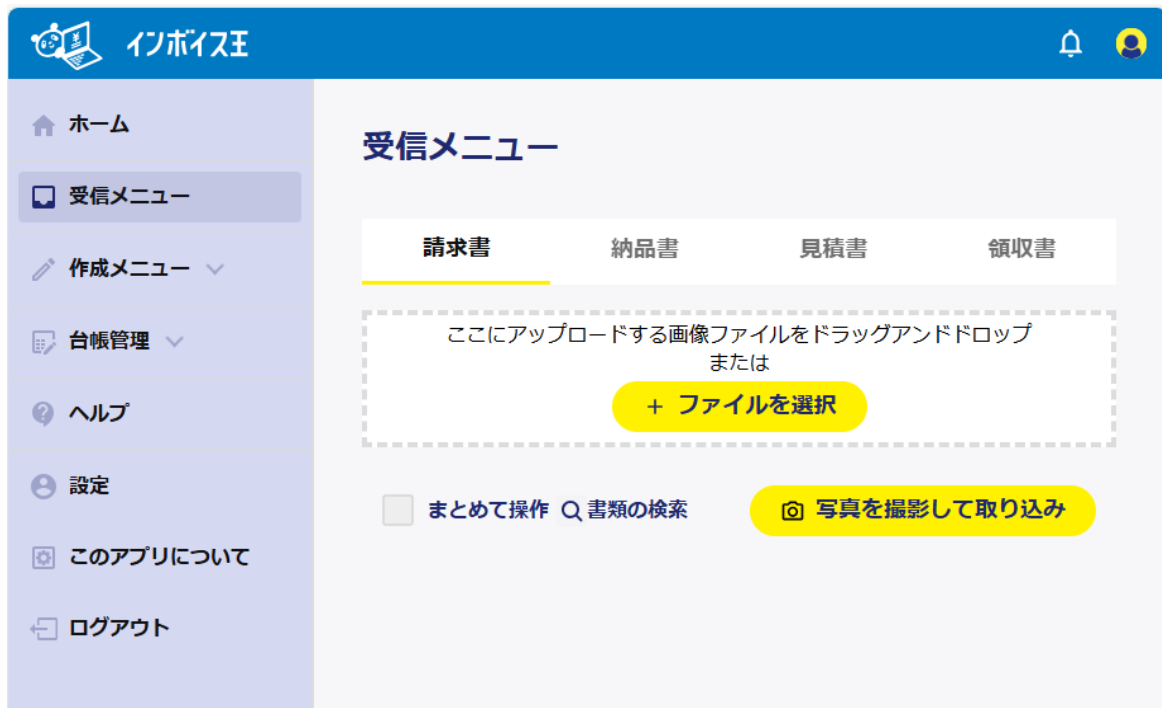 インボイス王
ホーム
受信メニュー
作成メニュー
台帳管理
ヘルプ
設定
このアプリについて
ログアウト
受信メニュー
請求書 納品書 見積書 領収書
ここにアップロードする画像ファイルをドラッグアンドドロップ
または
+ ファイルを選択
まとめて操作 書類の検索 写真を撮影して取り込み